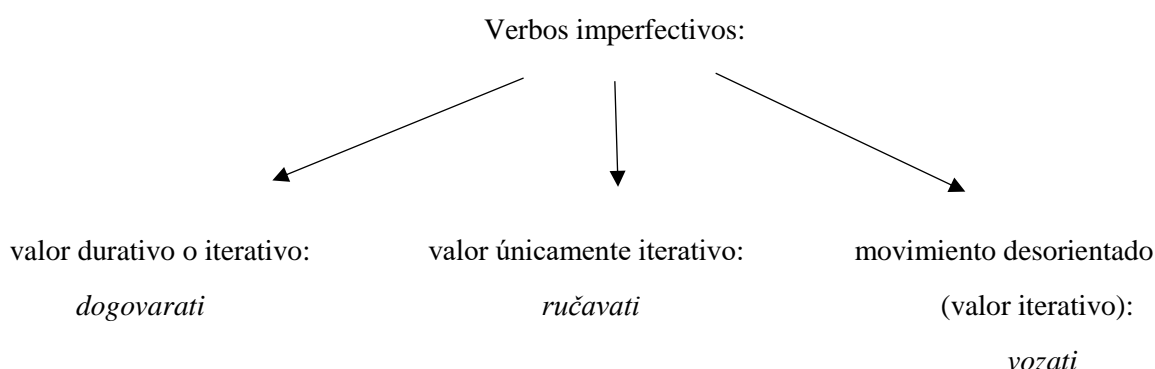 Verbos imperfectivos:
valor durativo o iterativo:
dogovarati
valor únicamente iterativo:
ručavati
movimiento desorientado
(valor iterativo):
vozati